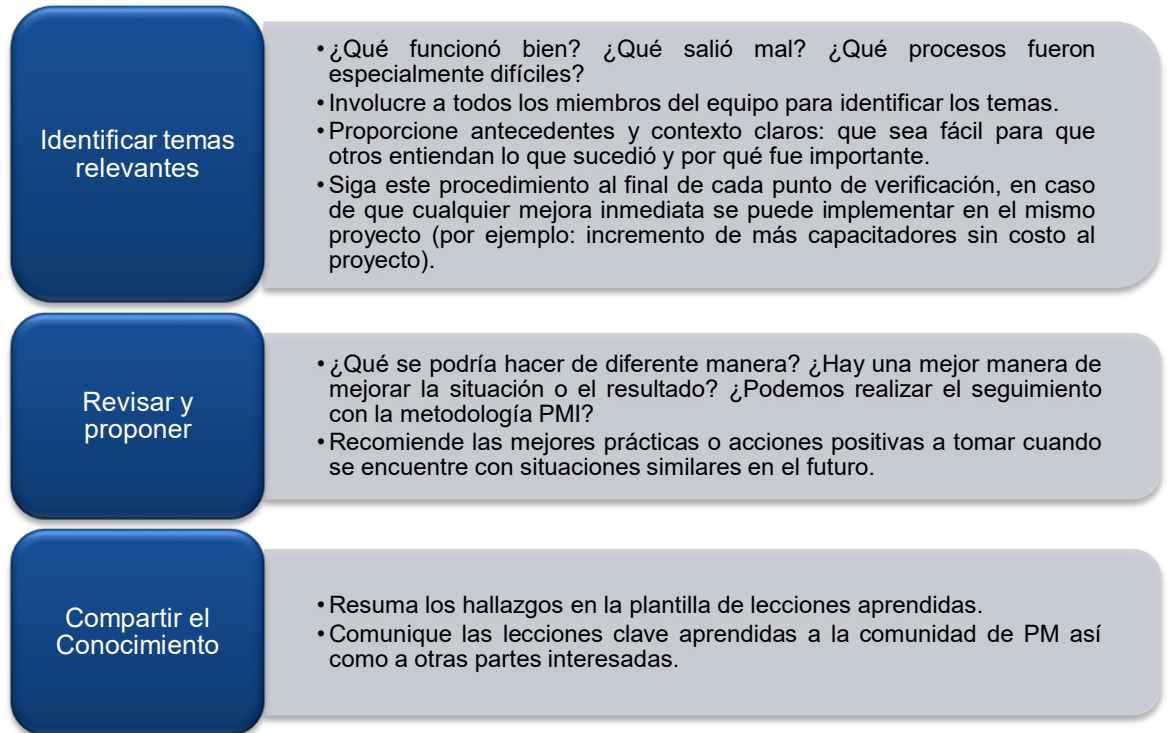 Identificar temas
relevantes
• ¿Qué funcionó bien? ¿Qué salió mal? ¿Qué procesos fueron
especialmente difíciles?
• Involucre a todos los miembros del equipo para identificar los temas.
• Proporcione antecedentes y contexto claros: que sea fácil para que
otros entiendan lo que sucedió y por qué fue importante.
• Siga este procedimiento al final de cada punto de verificación, en caso
de que cualquier mejora inmediata se puede implementar en el mismo
proyecto (por ejemplo: incremento de más capacitadores sin costo al
proyecto).
Revisar y
proponer
• ¿Qué se podría hacer de diferente manera? ¿Hay una mejor manera de
mejorar la situación o el resultado? ¿Podemos realizar el seguimiento
con la metodología PMI?
• Recomiende las mejores prácticas o acciones positivas a tomar cuando
se encuentre con situaciones similares en el futuro.
Compartir el
Conocimiento
• Resuma los hallazgos en la plantilla de lecciones aprendidas.
• Comunique las lecciones clave aprendidas a la comunidad de PM así
como a otras partes interesadas.